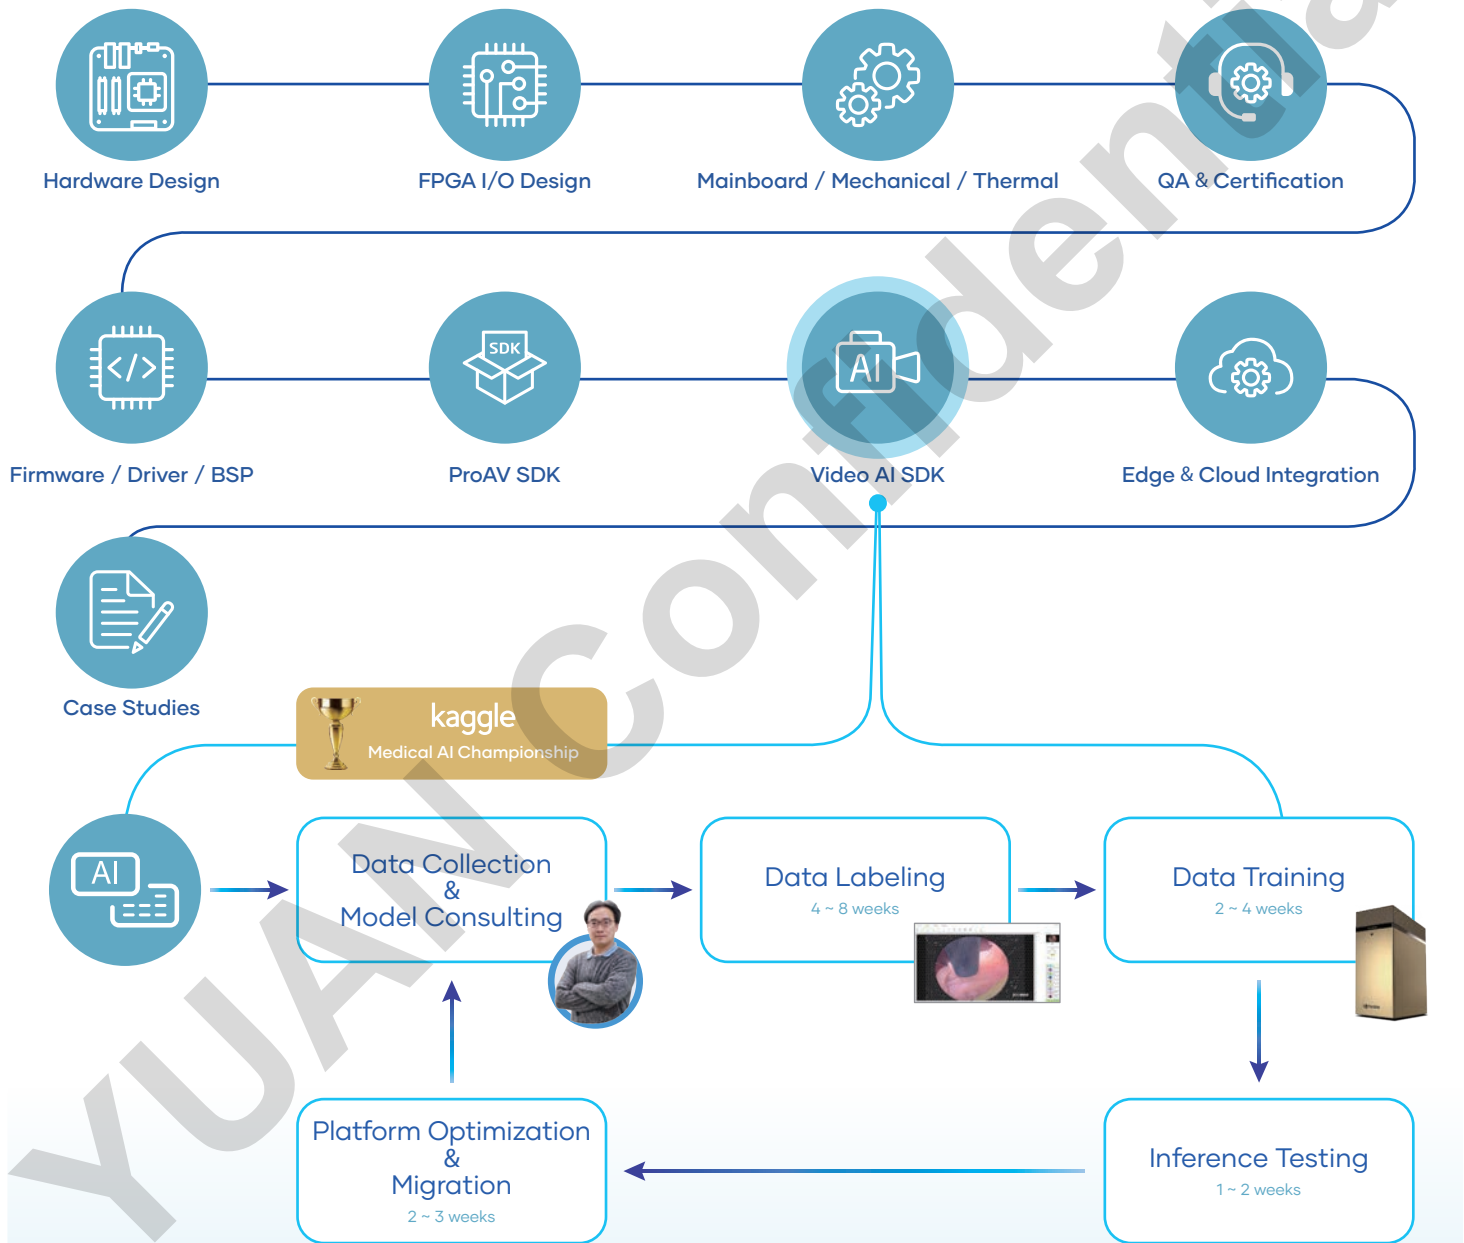 Hardware Design
FPGA I/O Design
Mainboard / Mechanical / Thermal
QA & Certification
SDK
AI
Firmware / Driver / BSP
ProAV SDK
Video AI SDK
Edge & Cloud Integration
Case Studies
kaggle
Medical AI Championship
AI
Data Collection
&
Model Consulting
Data Labeling
4 ~ 8 weeks
Data Training
2 ~ 4 weeks
Platform Optimization
&
Migration
2 ~ 3 weeks
Inference Testing
1 ~ 2 weeks
YUAN Confidential